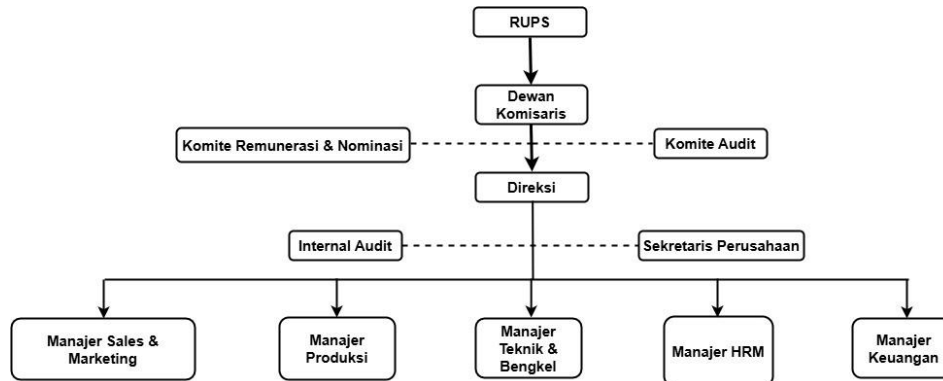 RUPS
Dewan
Komisaris
Komite Remunerasi & Nominasi
Komite Audit
Direksi
Internal Audit
Sekretaris Perusahaan
Manajer Sales &
Marketing
Manajer
Produksi
Manajer
Teknik &
Bengkel
Manajer HRM
Manajer
Keuangan